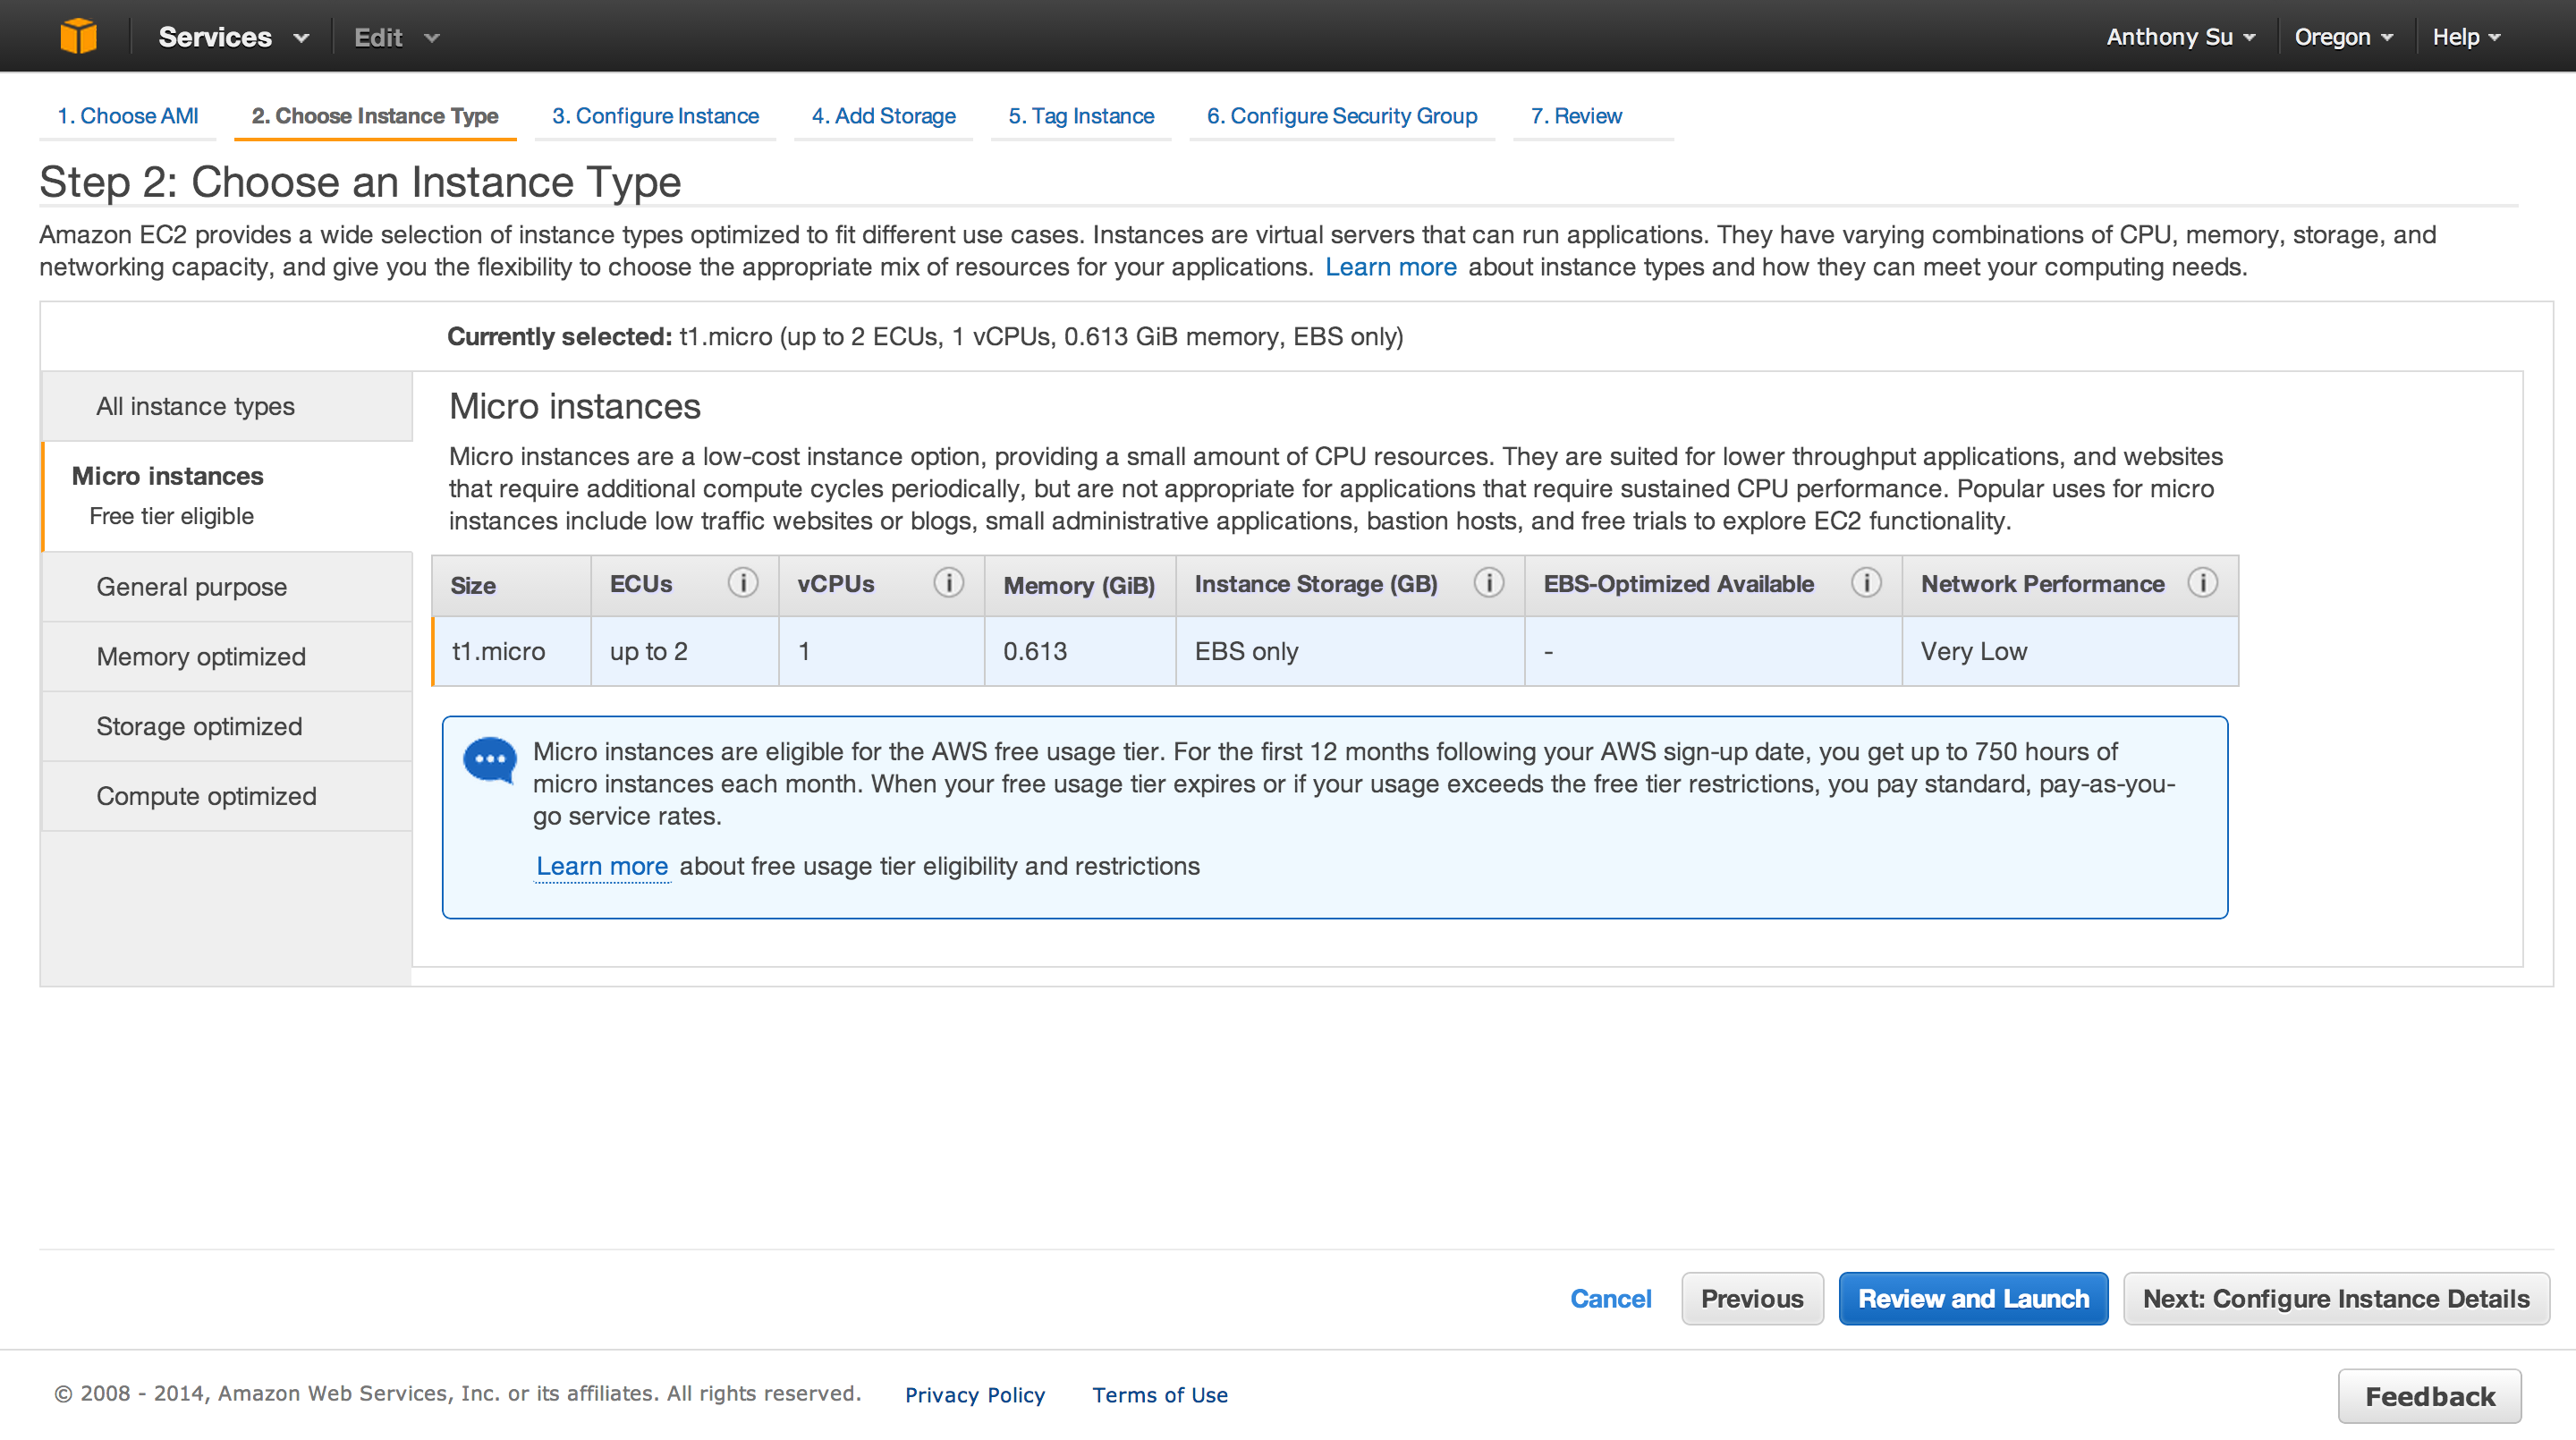 Services Edit Anthony Su Oregon Help
1. Choose AMI 2. Choose Instance Type 3. Configure Instance 4. Add Storage 5. Tag Instance 6. Configure Security Group 7. Review
Step 2: Choose an Instance Type
Amazon EC2 provides a wide selection of instance types optimized to fit different use cases. Instances are virtual servers that can run applications. They have varying combinations of CPU, memory, storage, and
networking capacity, and give you the flexibility to choose the appropriate mix of resources for your applications. Learn more about instance types and how they can meet your computing needs.
Currently selected: t1.micro (up to 2 ECUs, 1 vCPUs, 0.613 GiB memory, EBS only)
All instance types
Micro instances
Free tier eligible
General purpose
Memory optimized
Storage optimized
Compute optimized
Micro instances
Micro instances are a low-cost instance option, providing a small amount of CPU resources. They are suited for lower throughput applications, and websites
that require additional compute cycles periodically, but are not appropriate for applications that require sustained CPU performance. Popular uses for micro
instances include low traffic websites or blogs, small administrative applications, bastion hosts, and free trials to explore EC2 functionality.
Size ECUs i vCPUs i Memory (GiB) Instance Storage (GB) i EBS-Optimized Available i Network Performance i
t1.micro up to 2 1 0.613 EBS only - Very Low
Micro instances are eligible for the AWS free usage tier. For the first 12 months following your AWS sign-up date, you get up to 750 hours of
micro instances each month. When your free usage tier expires or if your usage exceeds the free tier restrictions, you pay standard, pay-as-you-
go service rates.
Learn more about free usage tier eligibility and restrictions
Cancel Previous Review and Launch Next: Configure Instance Details
© 2008 - 2014, Amazon Web Services, Inc. or its affiliates. All rights reserved. Privacy Policy Terms of Use Feedback